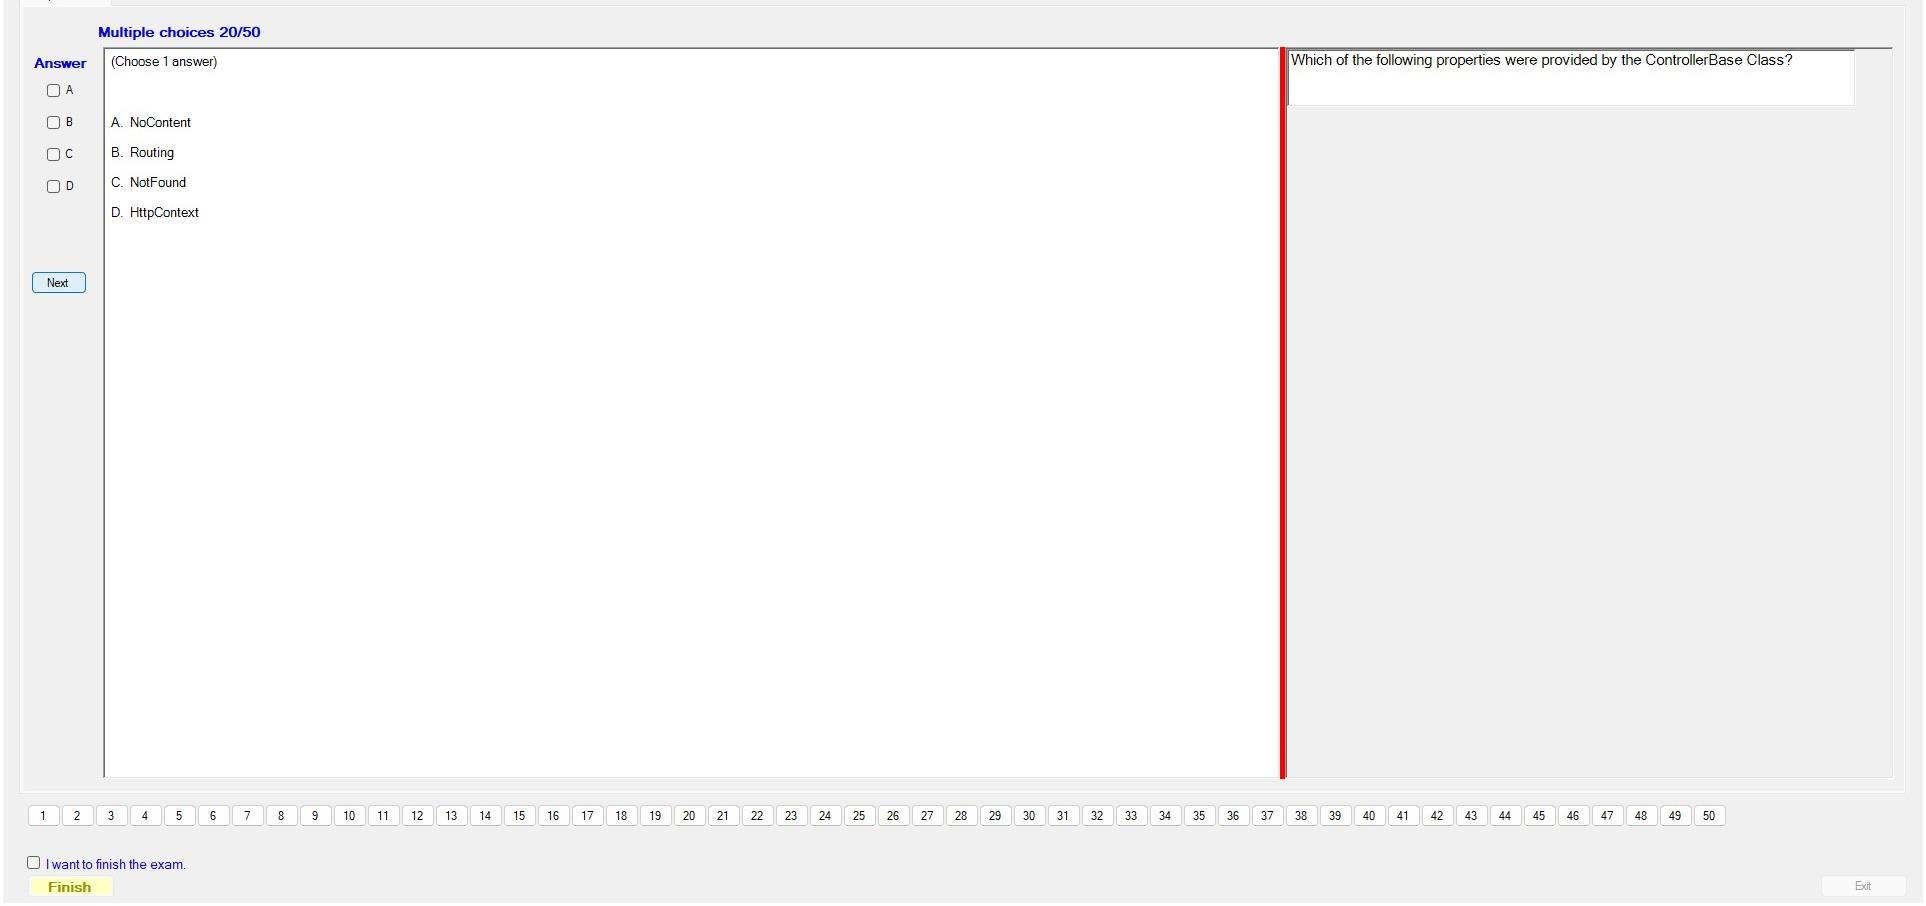 Multiple choices 20/50
Answer
(Choose 1 answer)
Which of the following properties were provided by the ControllerBase Class?
A
B
C
D
A. NoContent
B. Routing
C. NotFound
D. HttpContext
Next
1 2 3 4 5 6 7 8 9 10 11 12 13 14 15 16 17 18 19 20 21 22 23 24 25 26 27 28 29 30 31 32 33 34 35 36 37 38 39 40 41 42 43 44 45 46 47 48 49 50
I want to finish the exam.
Finish
Exit